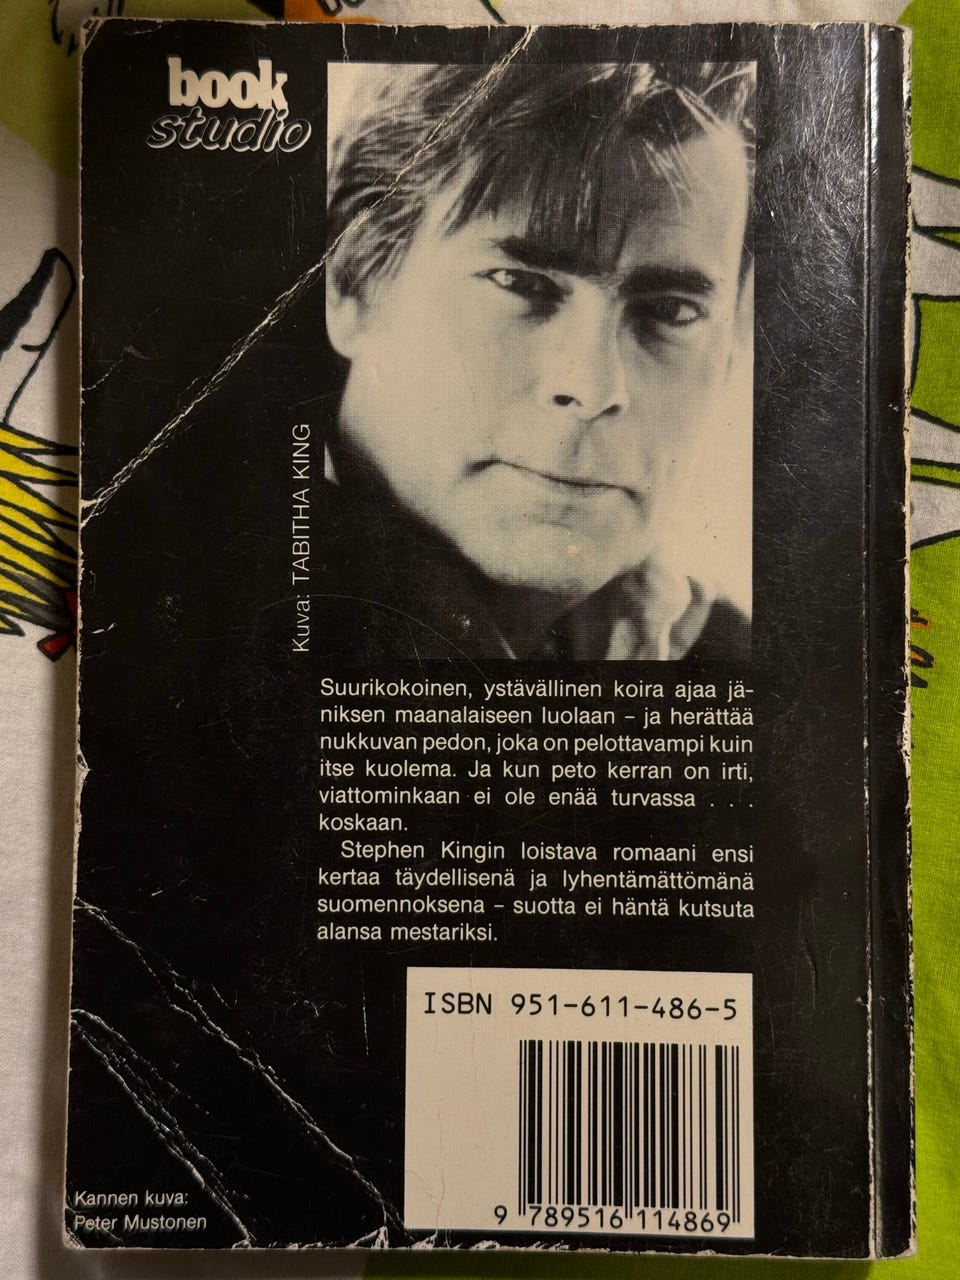 book
studio
Kuva: TABITHA KING
Suurikokoinen, ystävällinen koira ajaa jä-
niksen maanalaiseen luolaan – ja herättää
nukkuvan pedon, joka on pelottavampi kuin
itse kuolema. Ja kun peto kerran on irti,
viattominkaan ei ole enää turvassa . . .
koskaan.
Stephen Kingin loistava romaani ensi
kertaa täydellisenä ja lyhentämättömänä
suomennoksena – suotta ei häntä kutsuta
alansa mestariksi.
ISBN 951-611-486-5
9 789516 114869
Kannen kuva:
Peter Mustonen